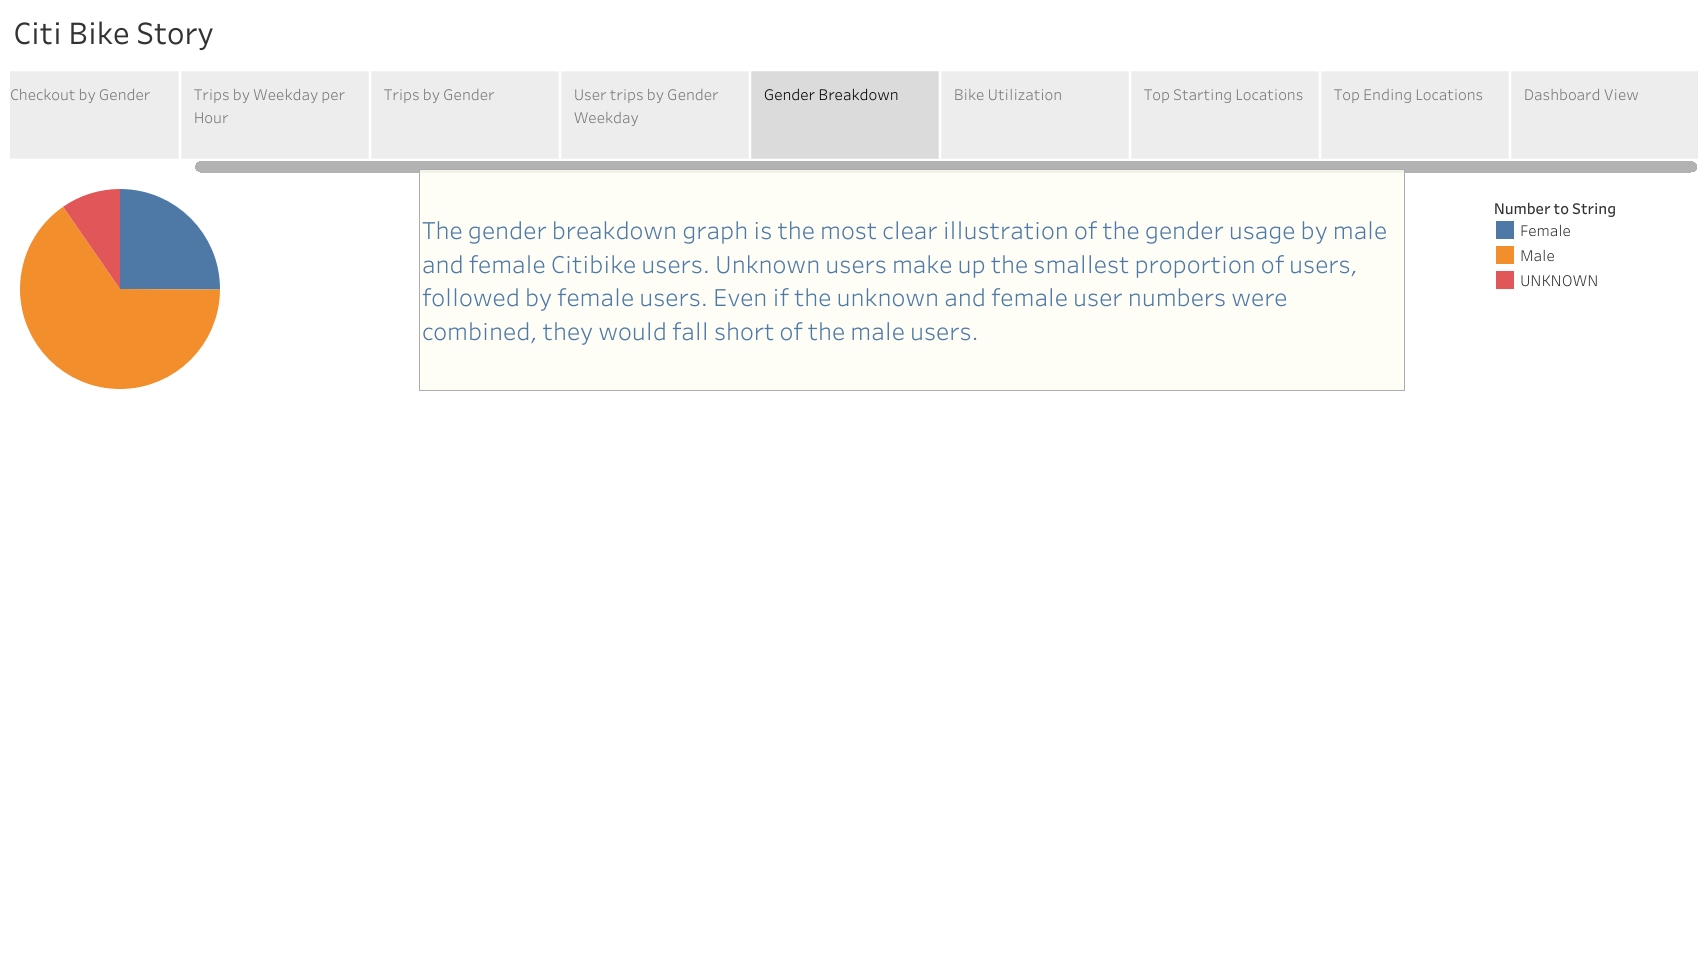 Citi Bike Story
Checkout by Gender
Trips by Weekday per
Hour
Trips by Gender
User trips by Gender
Weekday
Gender Breakdown
Bike Utilization
Top Starting Locations
Top Ending Locations
Dashboard View
The gender breakdown graph is the most clear illustration of the gender usage by male
and female Citibike users. Unknown users make up the smallest proportion of users,
followed by female users. Even if the unknown and female user numbers were
combined, they would fall short of the male users.
Number to String
Female
Male
UNKNOWN